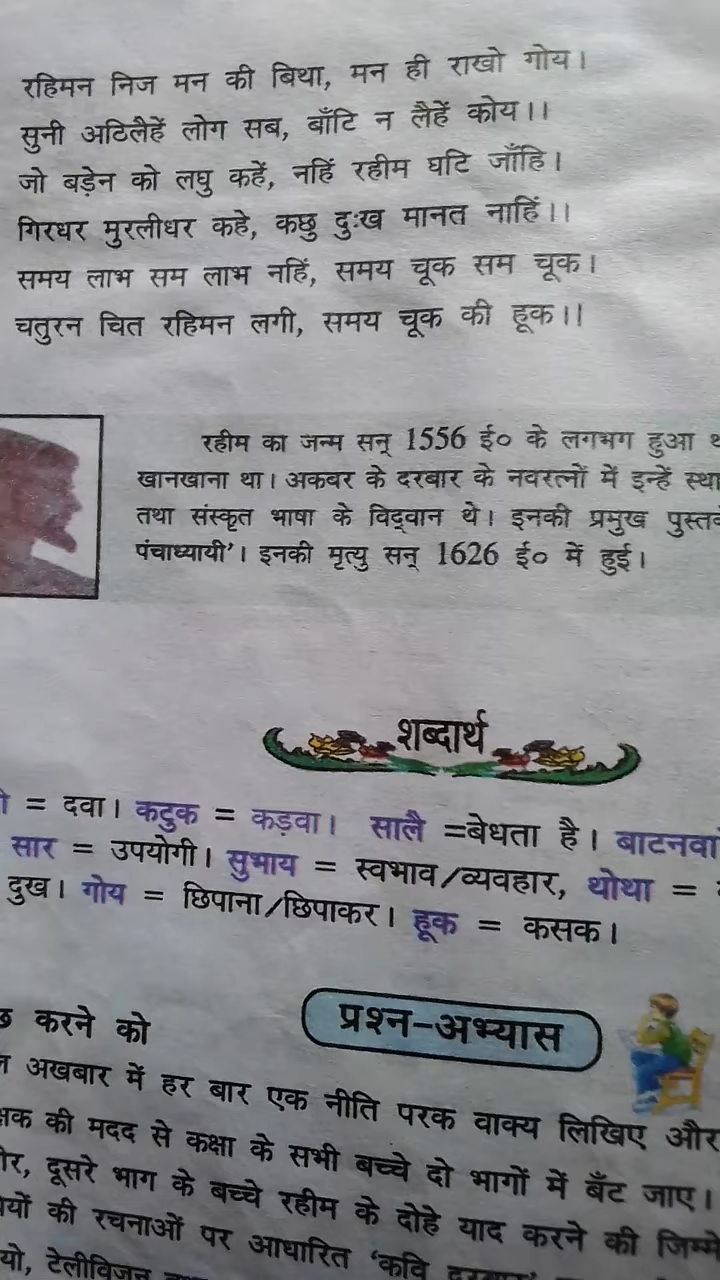 रहिमन निज मन की बिथा, मन ही राखो गोय।
सुनी अठिलैहें लोग सब, बाँटि न लैहें कोय।।
जो बड़ेन को लघु कहें, नहिं रहीम घटि जाँहि।
गिरधर मुरलीधर कहे, कछु दुःख मानत नाहिं।।
समय लाभ सम लाभ नहिं, समय चूक सम चूक।
चतुरन चित रहिमन लगी, समय चूक की हूक।।
रहीम का जन्म सन् 1556 ई० के लगभग हुआ
खानखाना था। अकबर के दरबार के नवरत्नों में इन्हें
तथा संस्कृत भाषा के विद्वान थे। इनकी प्रमुख
पंचाध्यायी’। इनकी मृत्यु सन् 1626 ई० में हुई।
शब्दार्थ
= दवा। कटुक = कड़वा। सालै =बेधता है। बाटनवा
सार = उपयोगी। सुभाय = स्वभाव/व्यवहार, थोथा =
दुख। गोय = छिपाना/छिपाकर। हूक = कसक।
प्रश्न-अभ्यास
करने को
अखबार में हर बार एक नीति परक वाक्य लिखिए और
की मदद से कक्षा के सभी बच्चे दो भागों में बँट जाए।
दूसरे भाग के बच्चे रहीम के दोहे याद करने की
की रचनाओं पर आधारित ‘कवि दरबार’
टेलीविजन